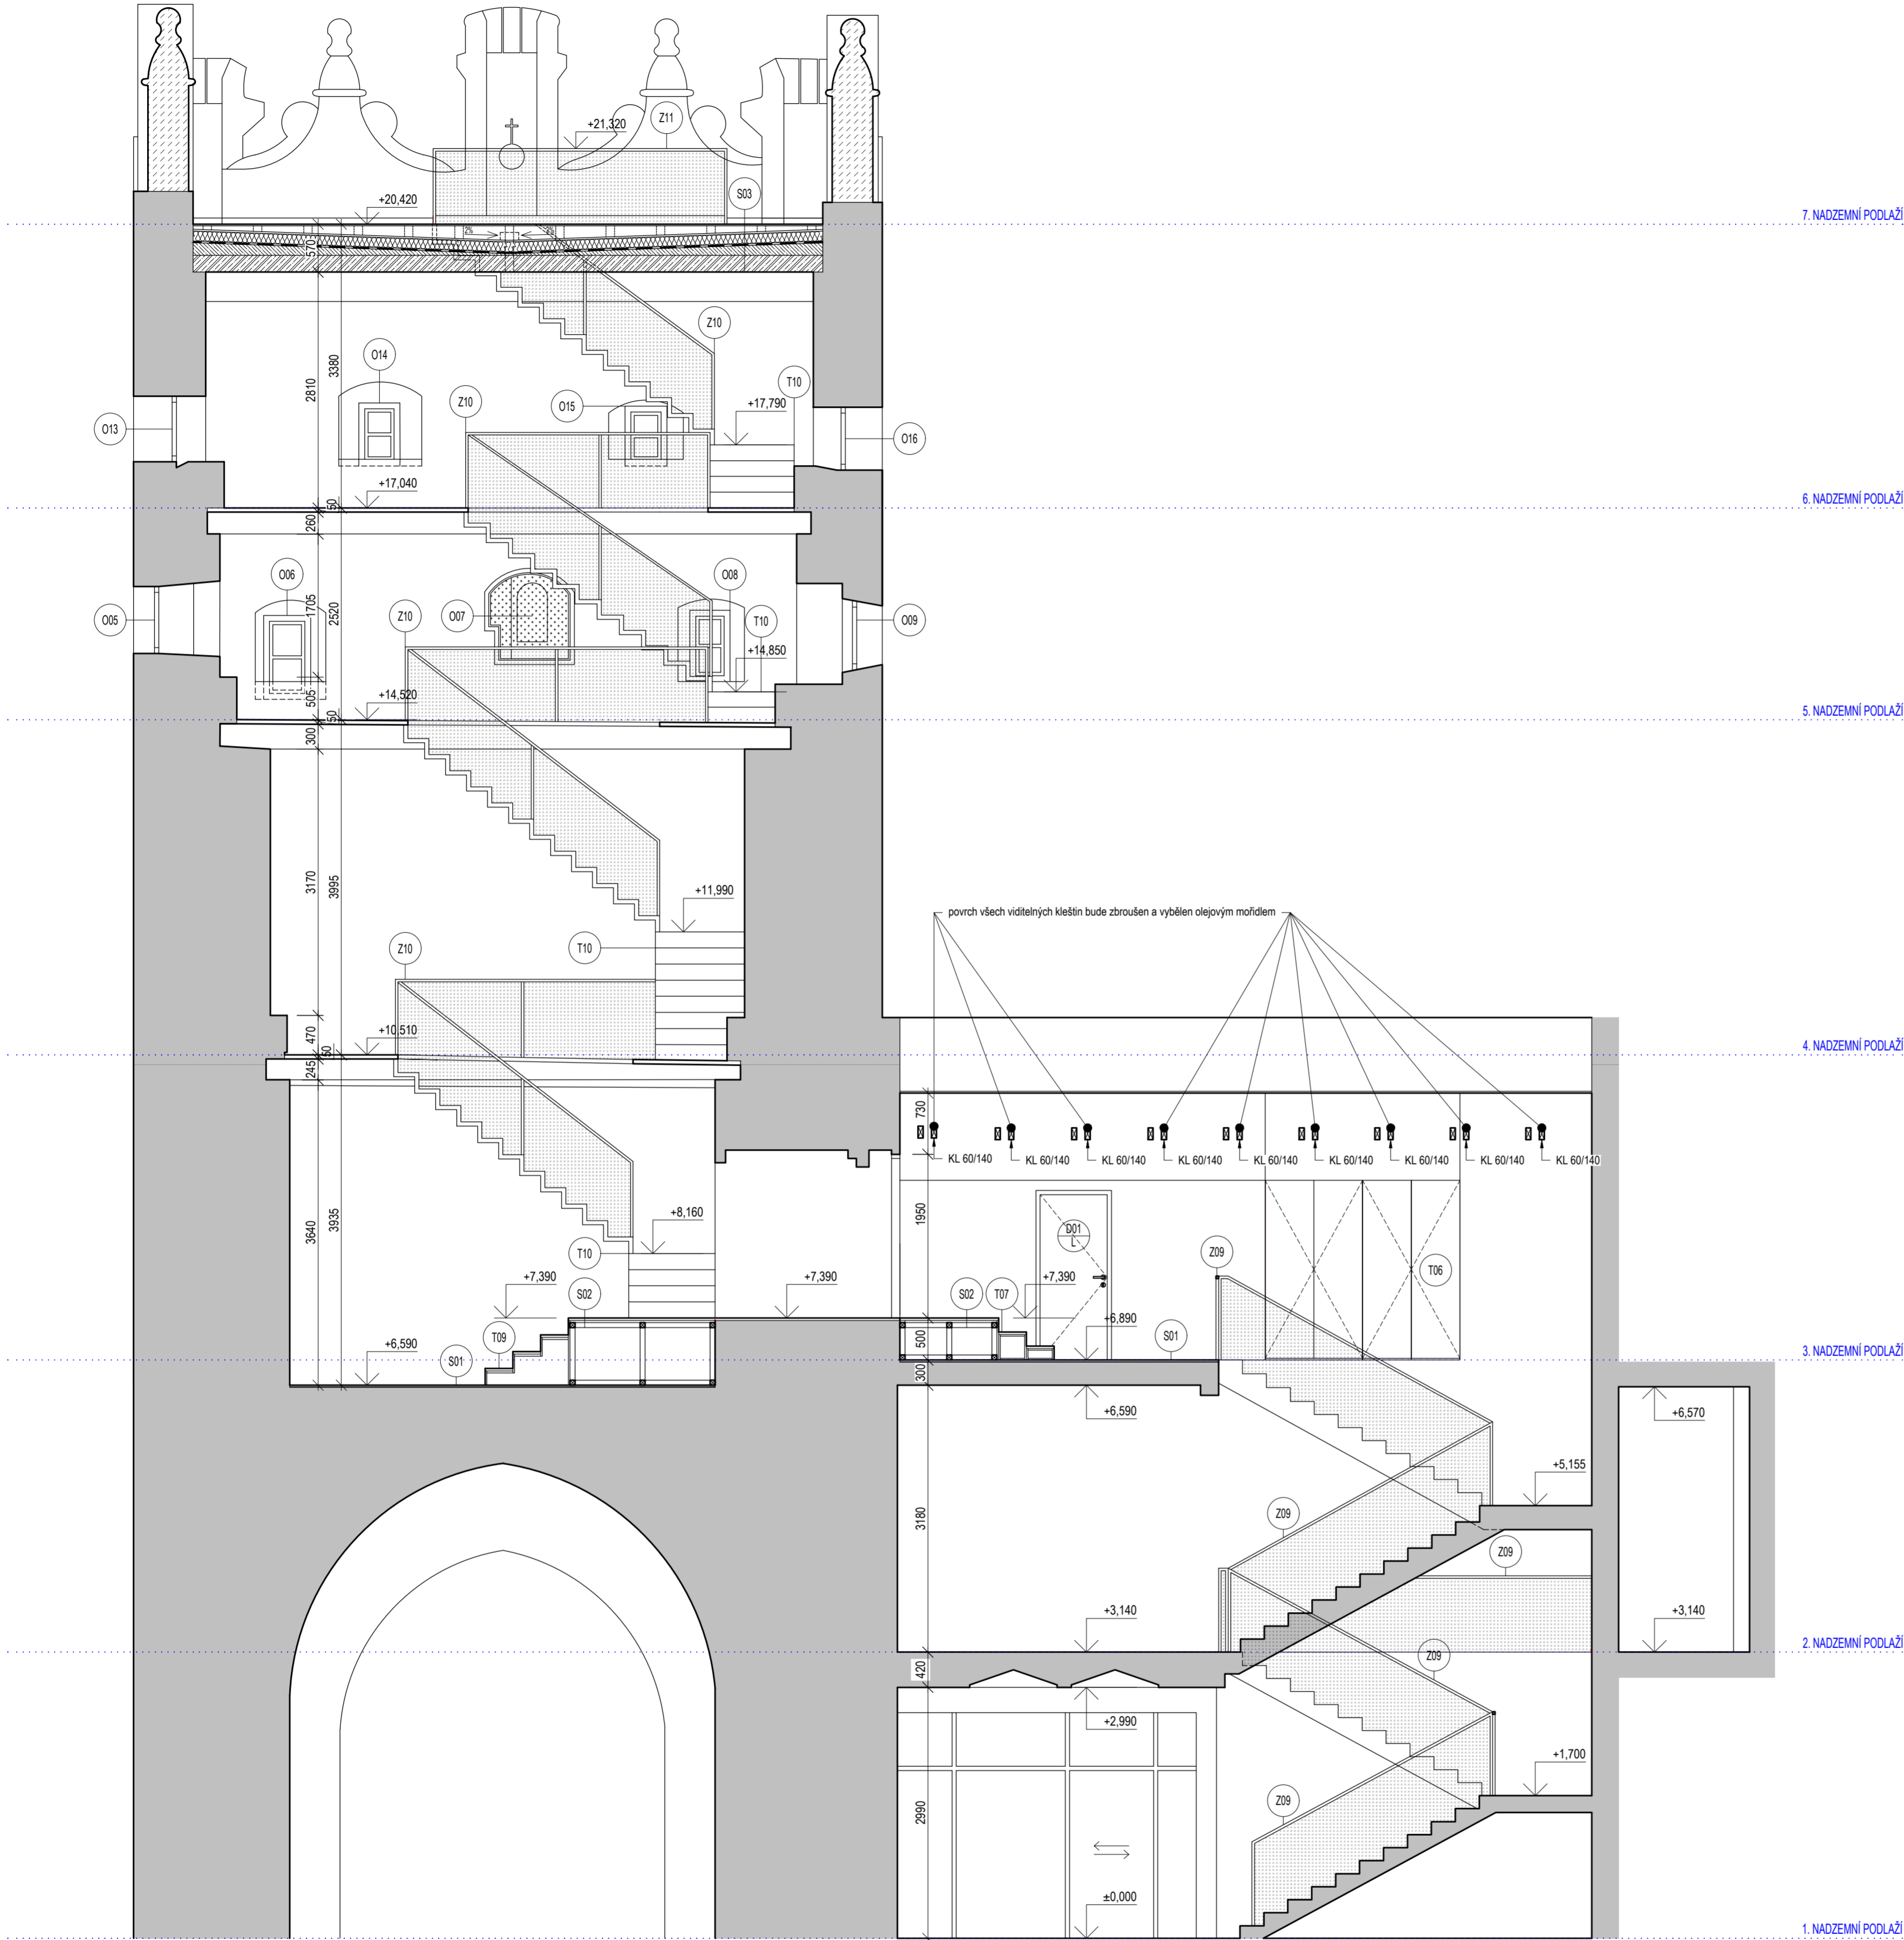 +21,320
Z11
S03
+20,420
7. NADZEMNÍ PODLAŽÍ
2%
2%
570
Z10
3380
O14
2810
T10
Z10
O15
+17,790
O13
O16
+17,040
50
6. NADZEMNÍ PODLAŽÍ
260
O06
O08
1705
2520
Z10
O07
T10
O05
O09
+14,850
505
+14,520
50
5. NADZEMNÍ PODLAŽÍ
300
3170
3995
+11,990
povrch všech viditelných kleštin bude zbroušen a vybělen olejovým mořidlem
Z10
T10
470
+10,510
50
4. NADZEMNÍ PODLAŽÍ
245
730
KL 60/140
KL 60/140
KL 60/140
KL 60/140
KL 60/140
KL 60/140
KL 60/140
KL 60/140
KL 60/140
3640
3935
+8,160
1950
D01
L
T10
Z09
T06
+7,390
+7,390
+7,390
S02
S02
T07
+6,890
S01
500
T09
+6,590
S01
3. NADZEMNÍ PODLAŽÍ
300
+6,590
+6,570
+5,155
3180
Z09
Z09
+3,140
+3,140
2. NADZEMNÍ PODLAŽÍ
420
Z09
+2,990
+1,700
2990
Z09
±0,000
1. NADZEMNÍ PODLAŽÍ